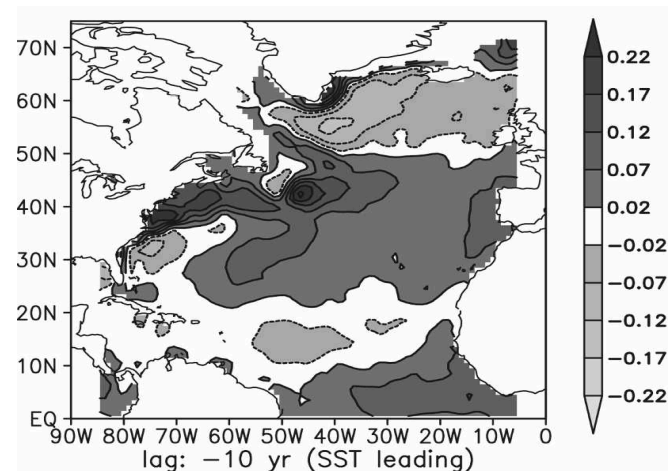 70N
60N
50N
40N
30N
20N
10N
EQ
90W 80W 70W 60W 50W 40W 30W 20W 10W 0
lag: −10 yr (SST leading)
0.22
0.17
0.12
0.07
0.02
−0.02
−0.07
−0.12
−0.17
−0.22